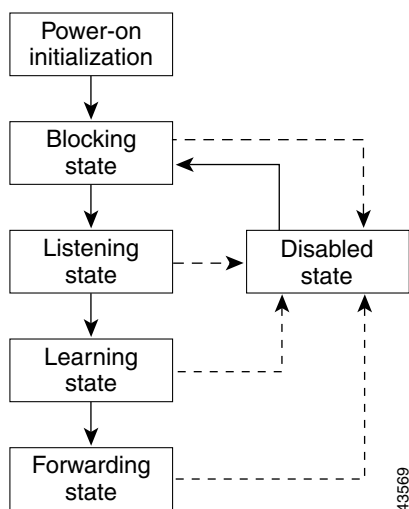 Power-on
initialization
Blocking
state
Listening
state
Disabled
state
Learning
state
Forwarding
state
43569